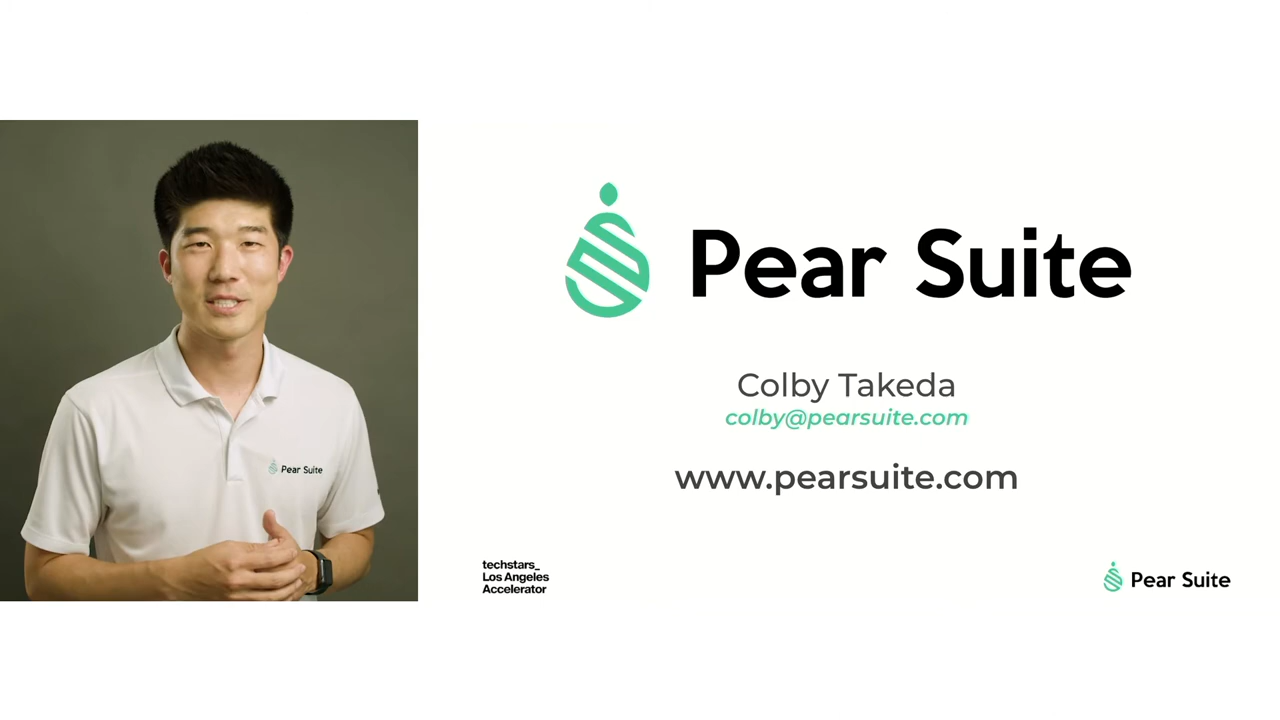 Pear Suite
Pear Suite
Colby Takeda
colby@pearsuite.com
www.pearsuite.com
techstars_
Los Angeles
Accelerator
Pear Suite